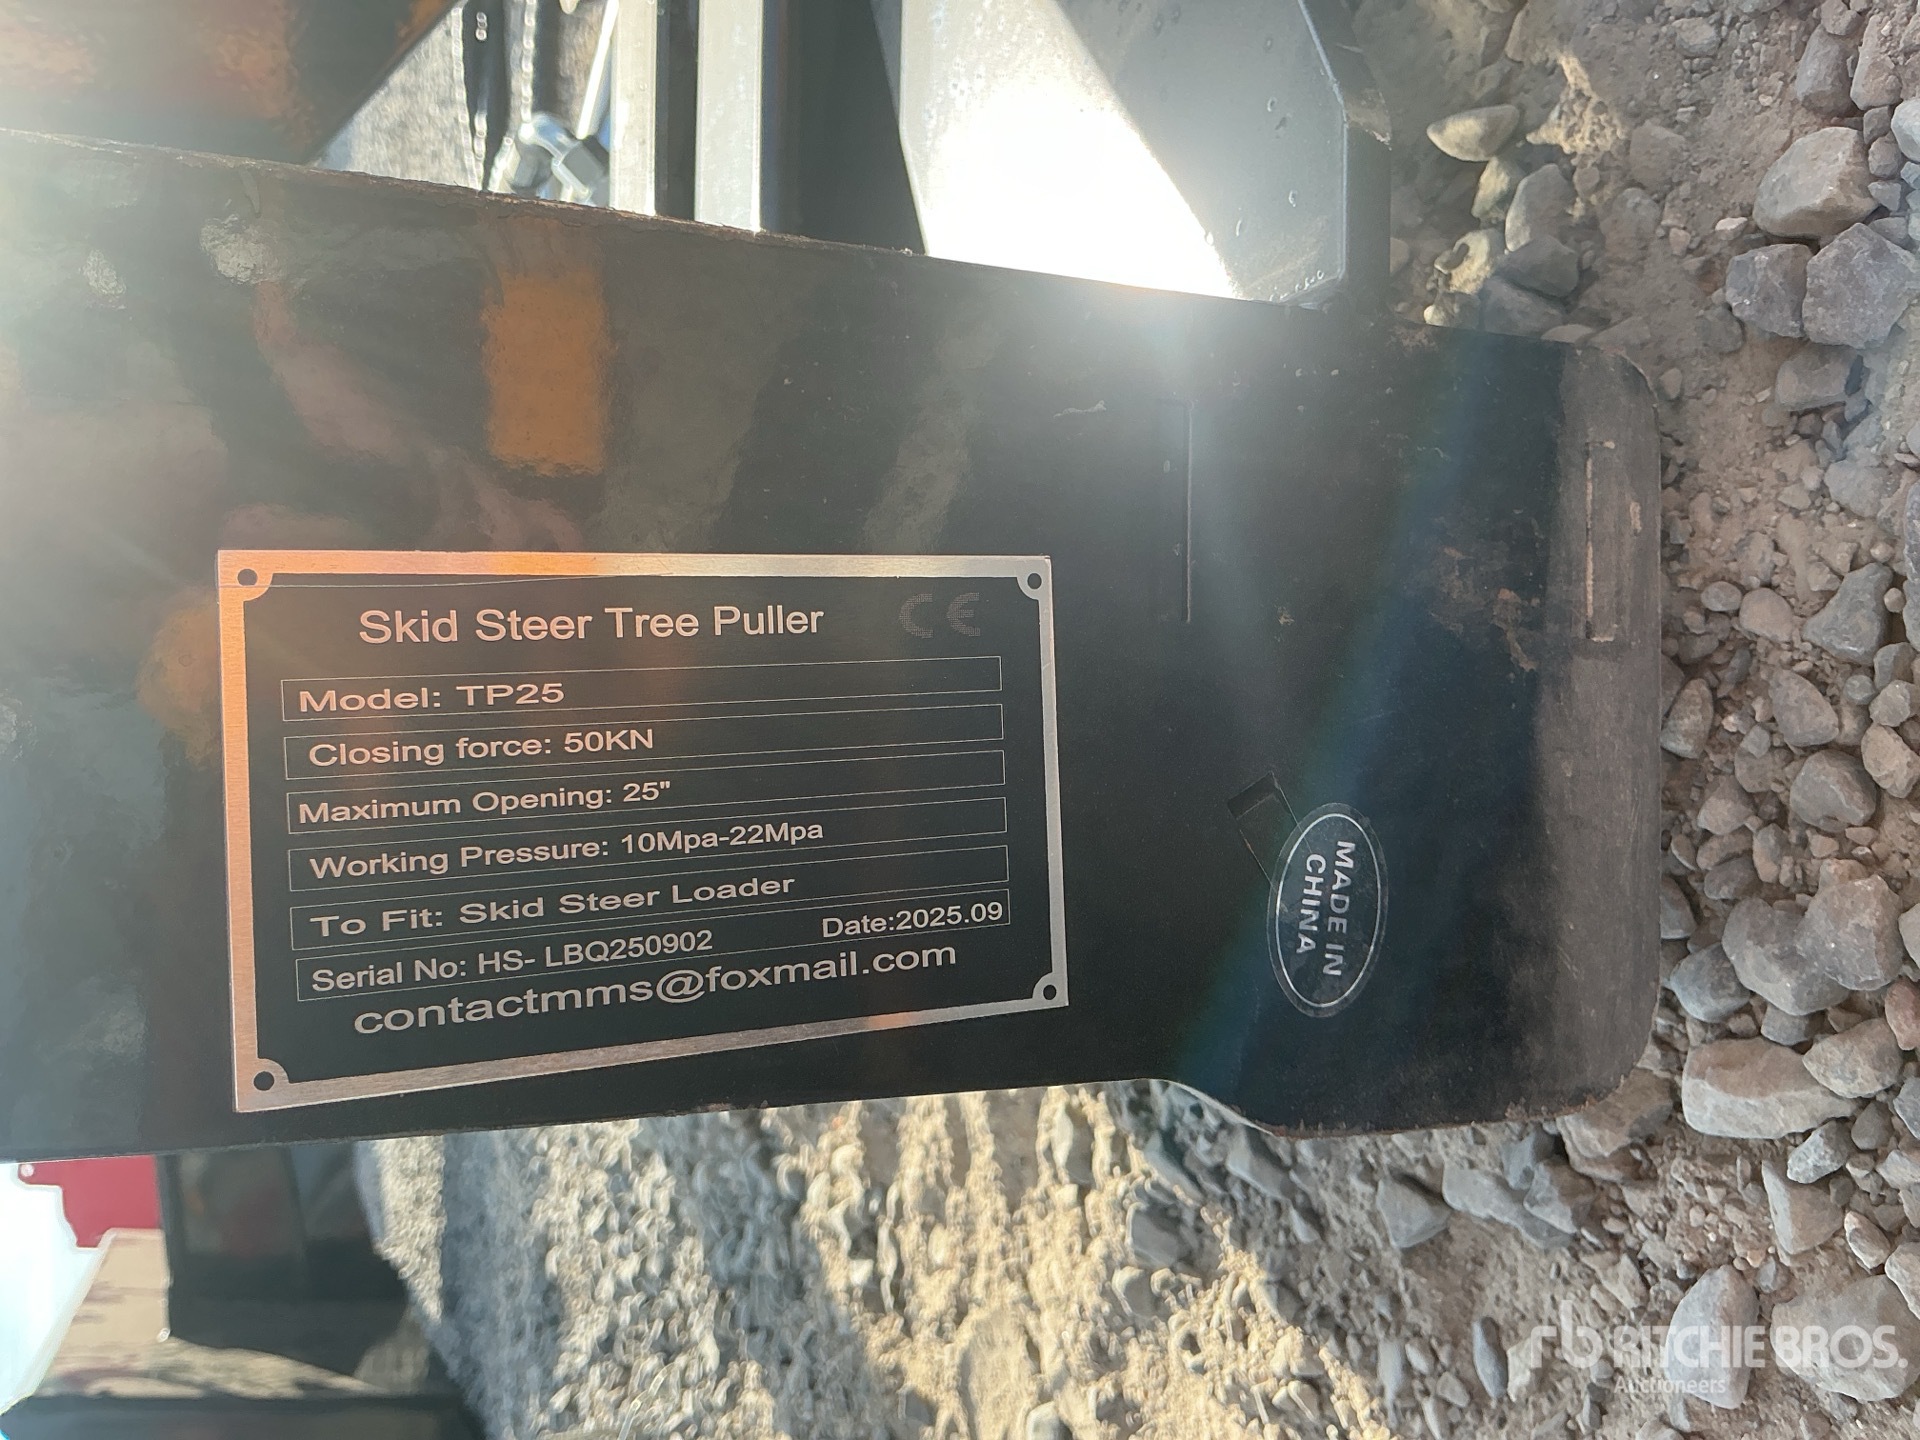 Skid Steer Tree Puller CE
Model: TP25
Closing force: 50KN
Maximum Opening: 25"
Working Pressure: 10Mpa-22Mpa
To Fit: Skid Steer Loader
Serial No: HS- LBQ250902 Date:2025.09
contactmms@foxmail.com
MADE IN
CHINA
rb RITCHIE BROS.
Auctioneers